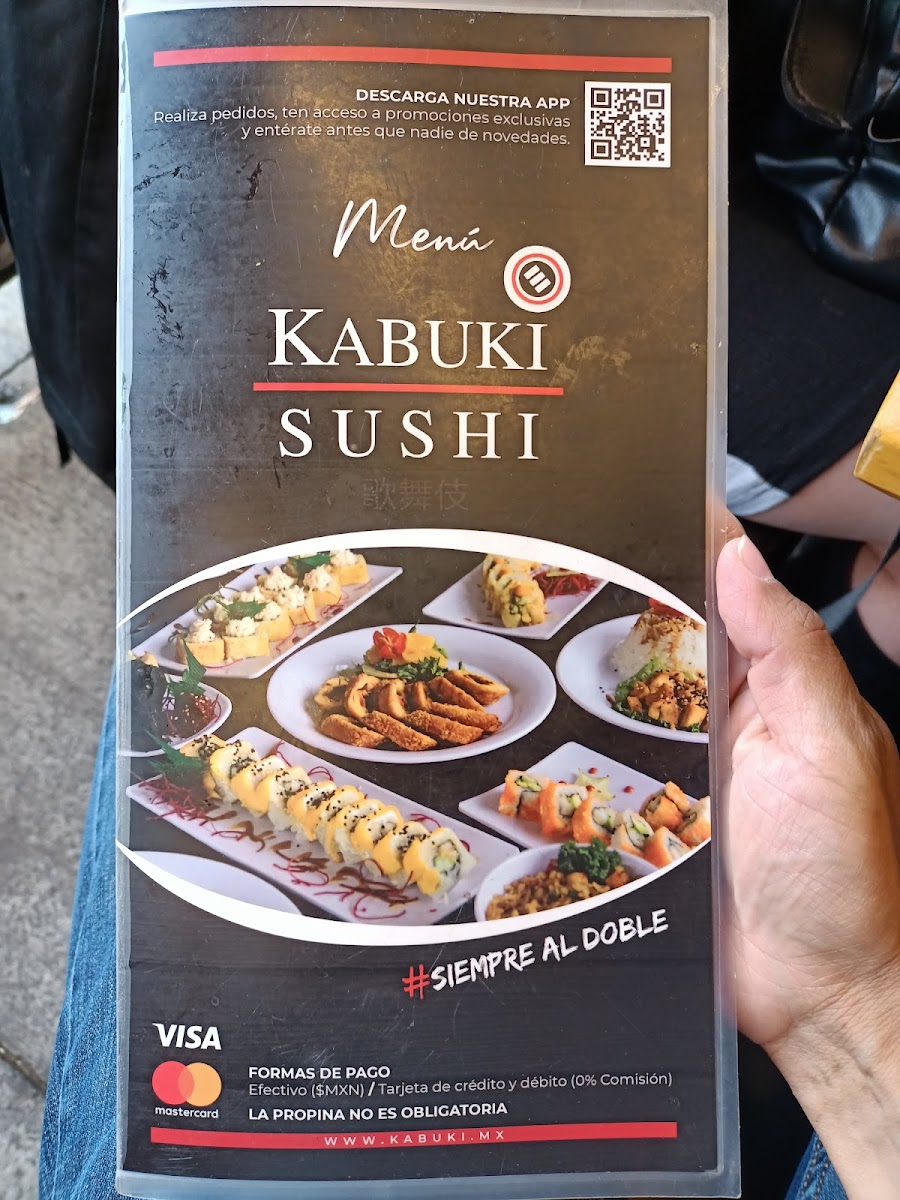 DESCARGA NUESTRA APP
Realiza pedidos, ten acceso a promociones exclusivas
y entérate antes que nadie de novedades.
Menú
KABUKI
SUSHI
歌舞伎
#SIEMPRE AL DOBLE
VISA
mastercard
FORMAS DE PAGO
Efectivo ($MXN) / Tarjeta de crédito y débito (0% Comisión)
LA PROPINA NO ES OBLIGATORIA
WWW.KABUKI.MX